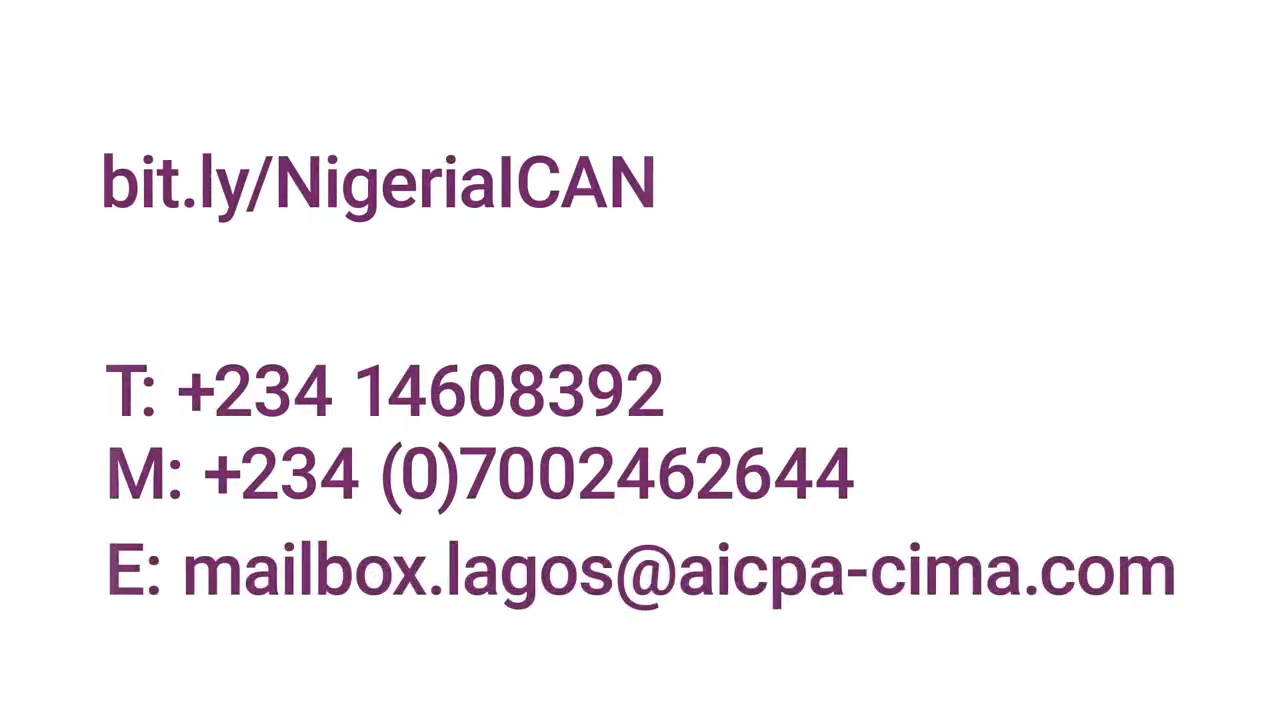 bit.ly/NigeriaICAN
T: +234 14608392
M: +234 (0)7002462644
E: mailbox.lagos@aicpa-cima.com